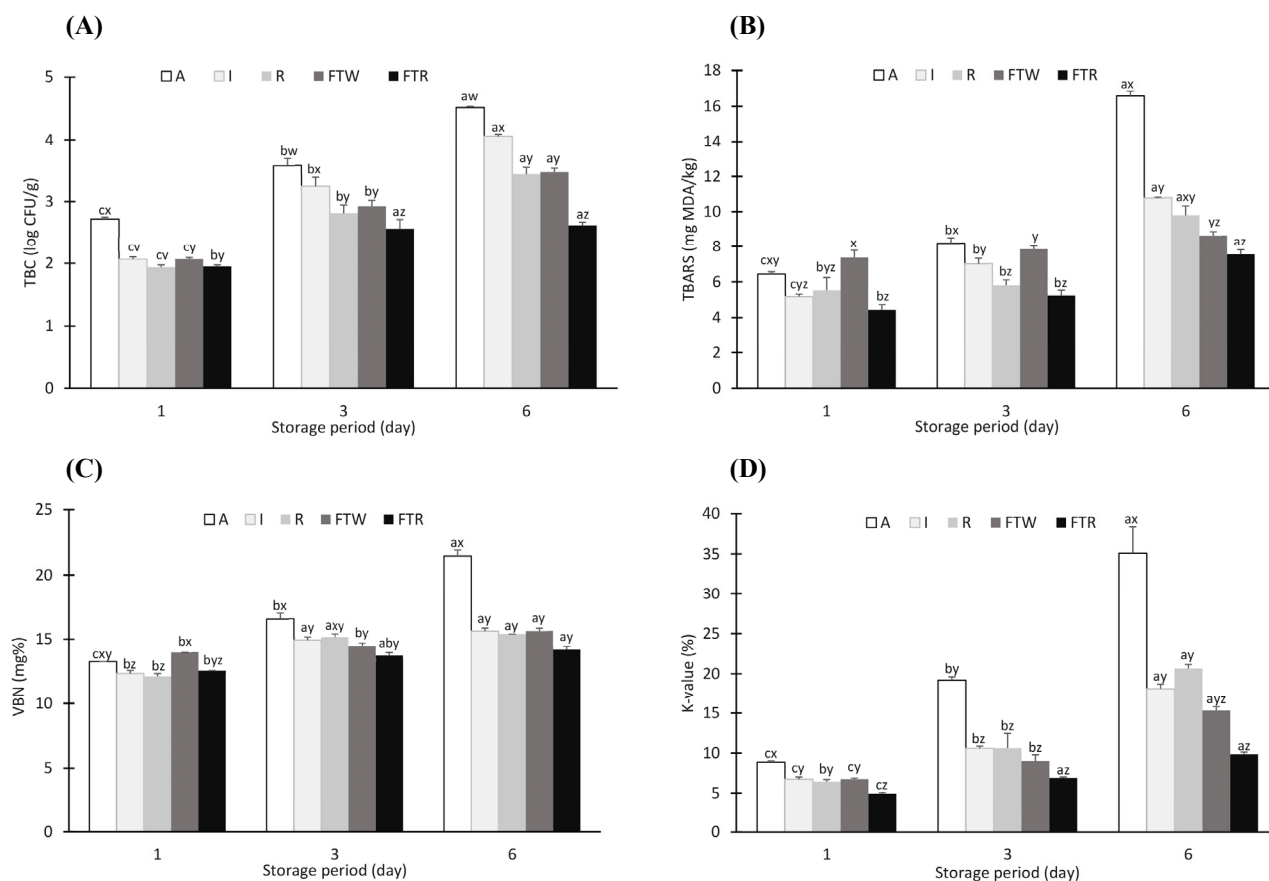 (A)
A I R FTW FTR
TBC (log CFU/g)
5
4
3
2
1
0
cx cv cv cy by
bw bx by by az
aw ax ay ay az
1 3 6
Storage period (day)
(B)
A I R FTW FTR
TBARS (mg MDA/kg)
18
16
14
12
10
8
6
4
2
0
cxy cyz byz x bz
bx by bz y bz
ax ay axy yz az
1 3 6
Storage period (day)
(C)
A I R FTW FTR
VBN (mg%)
25
20
15
10
5
0
cxy bz bz bx byz
bx ay axy by aby
ax ay ay ay ay
1 3 6
Storage period (day)
(D)
A I R FTW FTR
K-value (%)
40
35
30
25
20
15
10
5
0
cx cy by cy cz
by bz bz bz az
ax ay ay ayz az
1 3 6
Storage period (day)